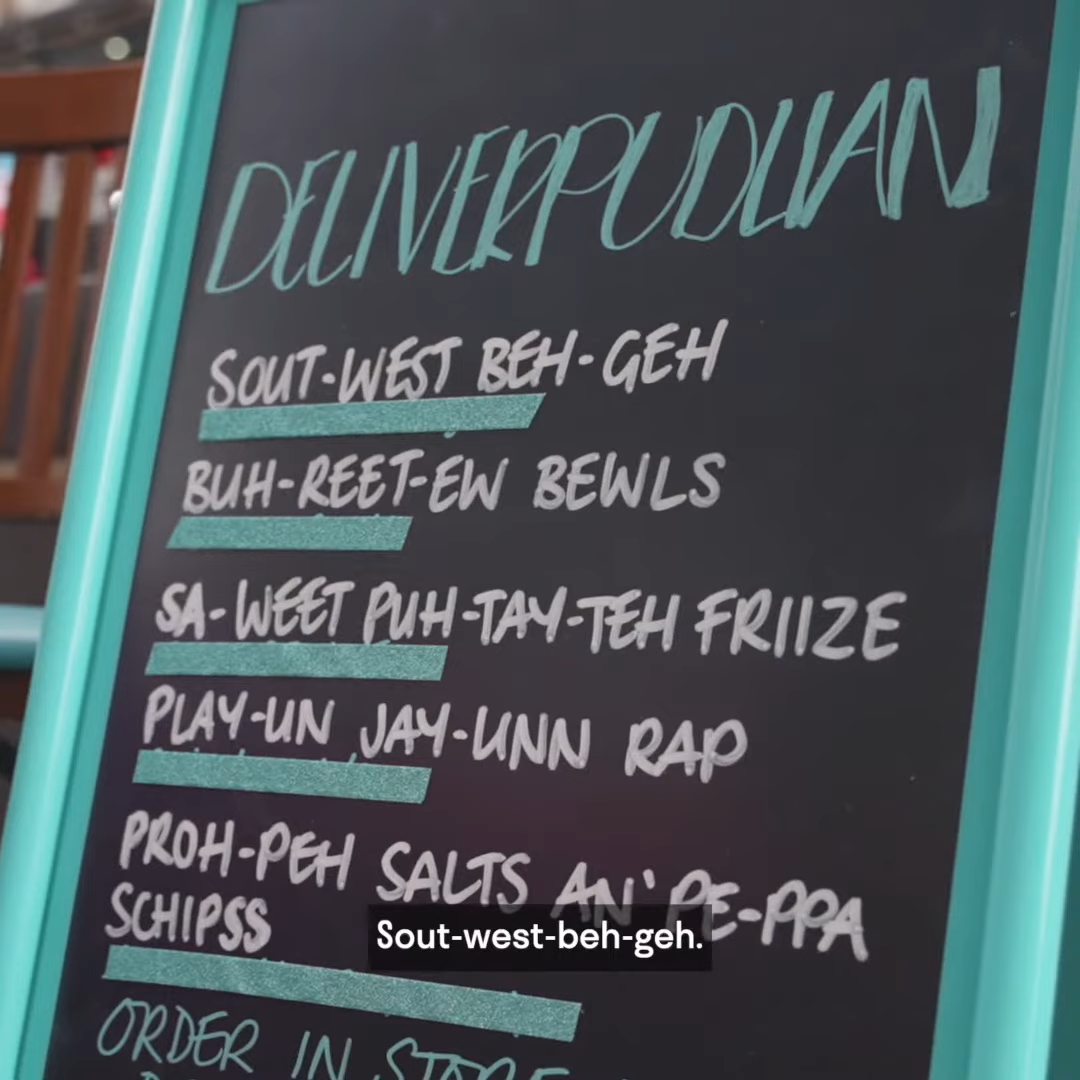 DELIVERPUDLIAN
SOUT-WEST BEH-GEH
BUH-REET-EW BEWLS
SA-WEET PUH-TAY-TEH FRIIZE
PLAY-UN JAY-UNN RAP
PROH-PEH SALTS AN' PE-PPA
SCHIPSS
Sout-west-beh-geh.
ORDER IN STORE